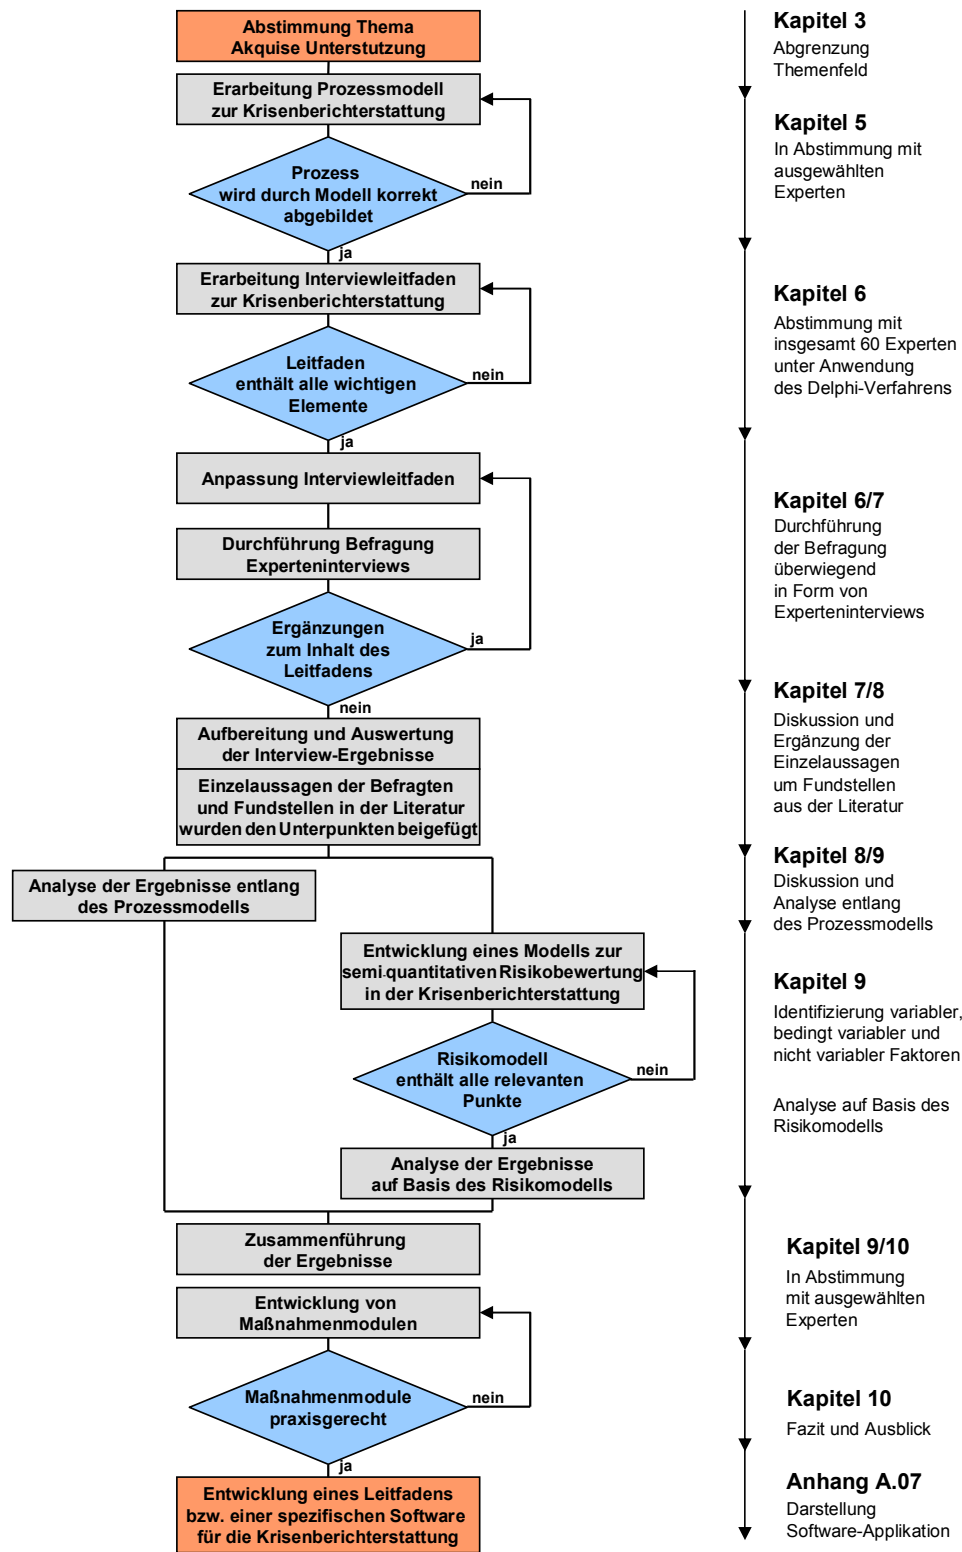 Abstimmung Thema
Akquise Unterstutzung
Kapitel 3
Abgrenzung
Themenfeld
Erarbeitung Prozessmodell
zur Krisenberichterstattung
Kapitel 5
In Abstimmung mit
ausgewählten
Experten
Prozess
wird durch Modell korrekt
abgebildet
nein
ja
Erarbeitung Interviewleitfaden
zur Krisenberichterstattung
Kapitel 6
Abstimmung mit
insgesamt 60 Experten
unter Anwendung
des Delphi-Verfahrens
Leitfaden
enthält alle wichtigen
Elemente
nein
ja
Anpassung Interviewleitfaden
Kapitel 6/7
Durchführung
der Befragung
überwiegend
in Form von
Experteninterviews
Durchführung Befragung
Experteninterviews
Ergänzungen
zum Inhalt des
Leitfadens
ja
nein
Kapitel 7/8
Diskussion und
Ergänzung der
Einzelaussagen
um Fundstellen
aus der Literatur
Aufbereitung und Auswertung
der Interview-Ergebnisse
Einzelaussagen der Befragten
und Fundstellen in der Literatur
wurden den Unterpunkten beigefügt
Kapitel 8/9
Diskussion und
Analyse entlang
des Prozessmodells
Analyse der Ergebnisse entlang
des Prozessmodells
Entwicklung eines Modells zur
semi-quantitativen Risikobewertung
in der Krisenberichterstattung
Kapitel 9
Identifizierung variabler,
bedingt variabler und
nicht variabler Faktoren
Analyse auf Basis des
Risikomodells
Risikomodell
enthält alle relevanten
Punkte
nein
ja
Analyse der Ergebnisse
auf Basis des Risikomodells
Zusammenführung
der Ergebnisse
Kapitel 9/10
In Abstimmung
mit ausgewählten
Experten
Entwicklung von
Maßnahmenmodulen
Maßnahmenmodule
praxisgerecht
nein
ja
Kapitel 10
Fazit und Ausblick
Entwicklung eines Leitfadens
bzw. einer spezifischen Software
für die Krisenberichterstattung
Anhang A.07
Darstellung
Software-Applikation